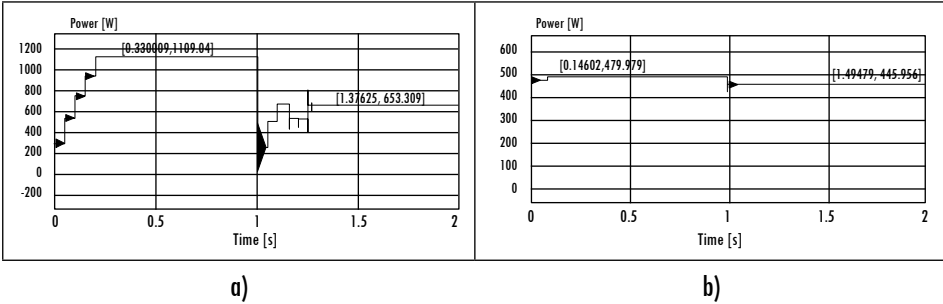 Power [W]
1200
1000
800
600
400
200
0
-200
[0.330009,1109.04]
[1.37625, 653.309]
0 0.5 1 1.5 2
Time [s]
a)
Power [W]
600
500
400
300
200
100
0
[0.14602,479.979]
[1.49479, 445.956]
0 0.5 1 1.5 2
Time [s]
b)